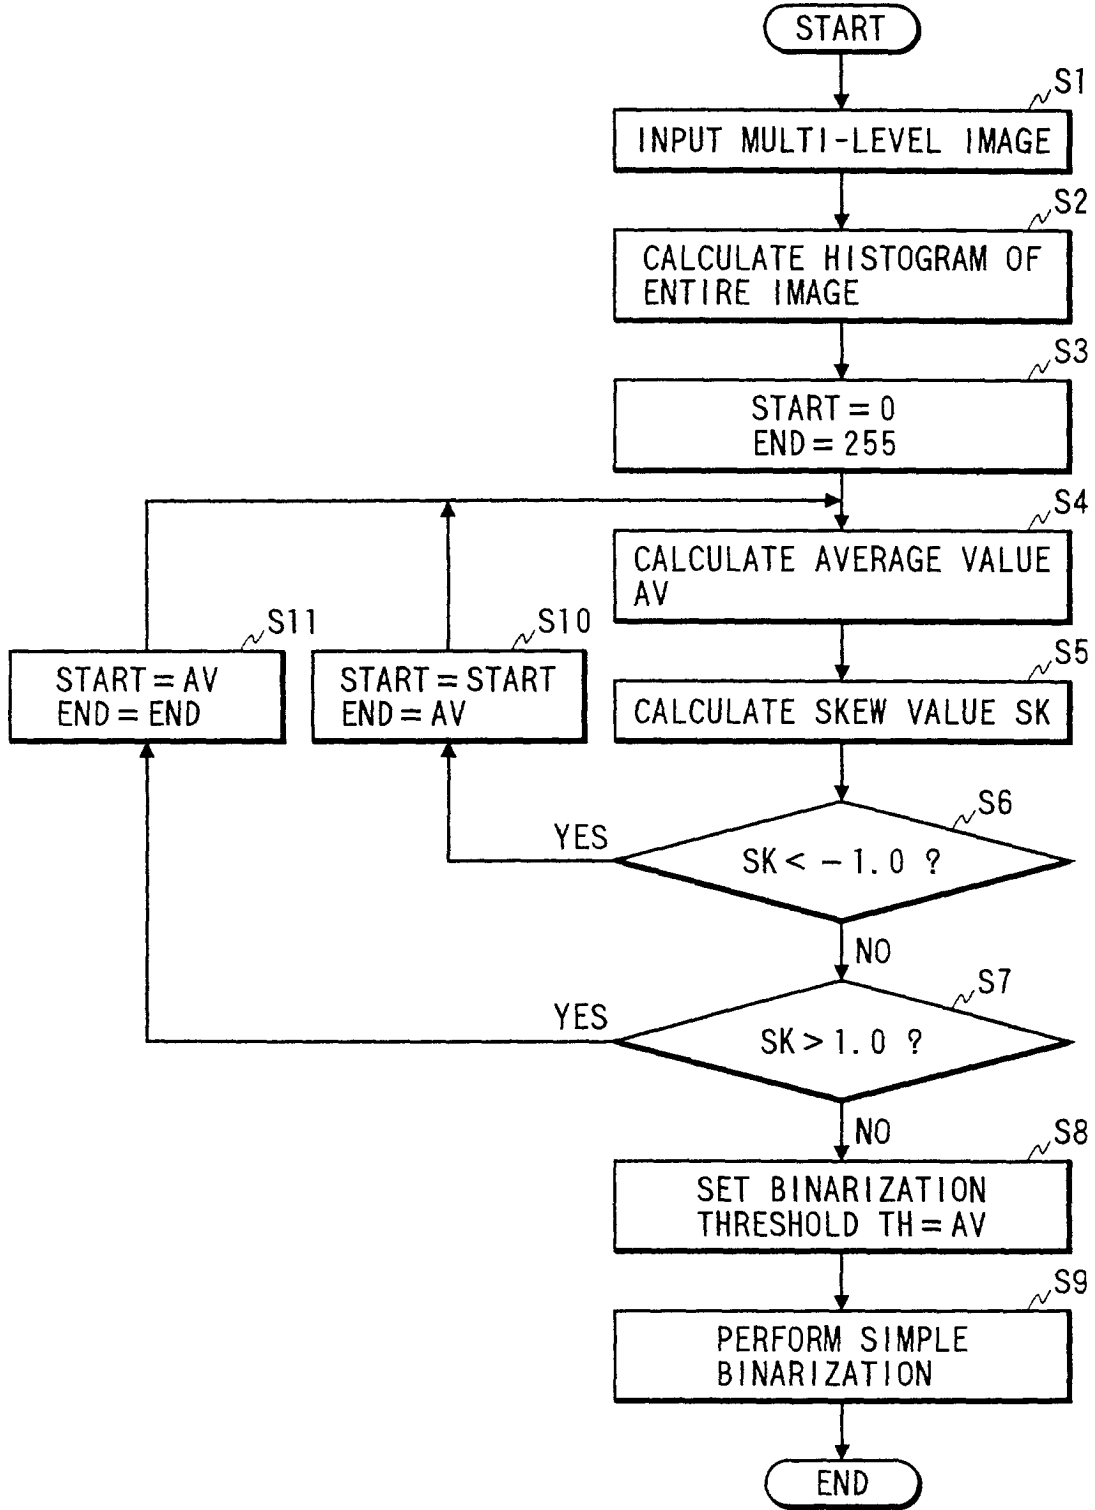 START
S1
INPUT MULTI-LEVEL IMAGE
S2
CALCULATE HISTOGRAM OF
ENTIRE IMAGE
S3
START = 0
END = 255
S4
CALCULATE AVERAGE VALUE
AV
S11
START = AV
END = END
S10
START = START
END = AV
S5
CALCULATE SKEW VALUE SK
S6
SK < - 1.0 ?
YES
NO
S7
SK > 1.0 ?
YES
NO
S8
SET BINARIZATION
THRESHOLD TH = AV
S9
PERFORM SIMPLE
BINARIZATION
END